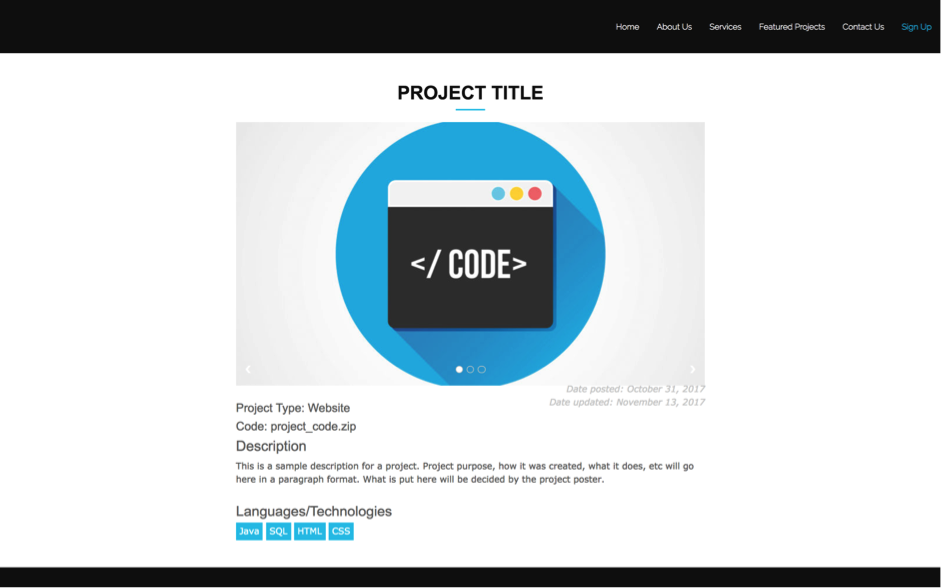 Home About Us Services Featured Projects Contact Us Sign Up
PROJECT TITLE
</ CODE>
Date posted: October 31, 2017
Date updated: November 13, 2017
Project Type: Website
Code: project_code.zip
Description
This is a sample description for a project. Project purpose, how it was created, what it does, etc will go
here in a paragraph format. What is put here will be decided by the project poster.
Languages/Technologies
Java SQL HTML CSS